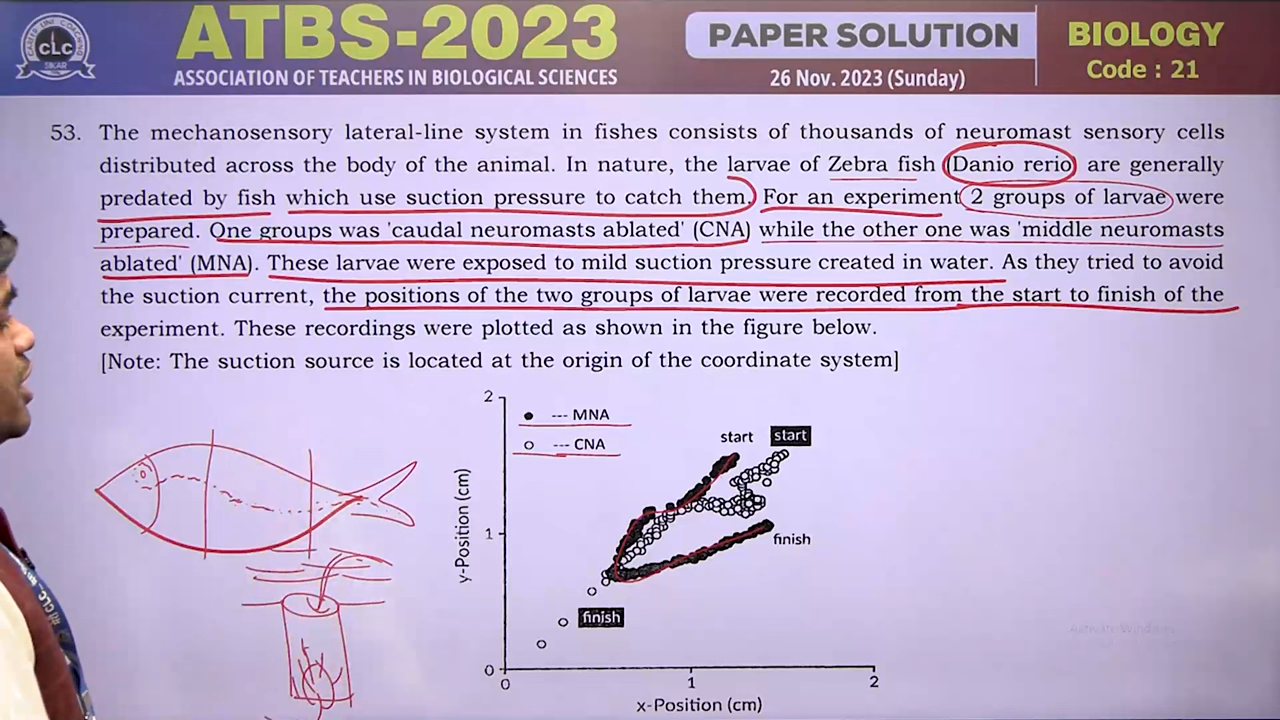 CAREER LINE COACHING
CLC
SIKAR
ATBS-2023
ASSOCIATION OF TEACHERS IN BIOLOGICAL SCIENCES
PAPER SOLUTION
26 Nov. 2023 (Sunday)
BIOLOGY
Code : 21
53. The mechanosensory lateral-line system in fishes consists of thousands of neuromast sensory cells
distributed across the body of the animal. In nature, the larvae of Zebra fish (Danio rerio) are generally
predated by fish which use suction pressure to catch them. For an experiment 2 groups of larvae were
prepared. One groups was 'caudal neuromasts ablated' (CNA) while the other one was 'middle neuromasts
ablated' (MNA). These larvae were exposed to mild suction pressure created in water. As they tried to avoid
the suction current, the positions of the two groups of larvae were recorded from the start to finish of the
experiment. These recordings were plotted as shown in the figure below.
[Note: The suction source is located at the origin of the coordinate system]
2
--- MNA
--- CNA
start
start
y-Position (cm)
1
finish
finish
0
0
1
2
x-Position (cm)
Activate Windows
CLC